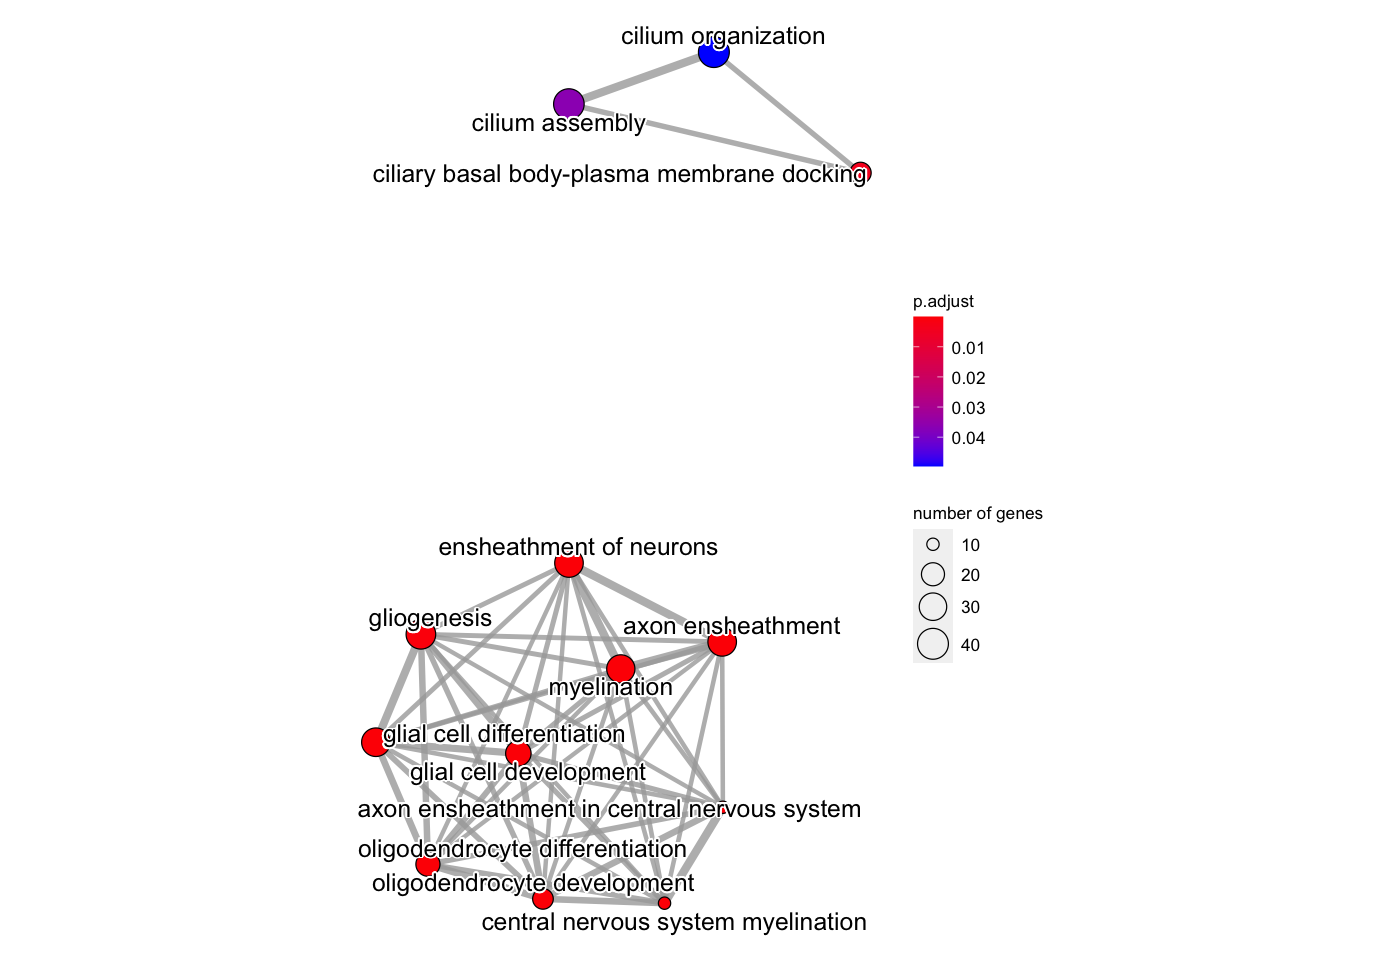 cilium organization
cilium assembly
ciliary basal body-plasma membrane docking
p.adjust
0.01
0.02
0.03
0.04
number of genes
10
20
30
40
ensheathment of neurons
gliogenesis
axon ensheathment
myelination
glial cell differentiation
glial cell development
axon ensheathment in central nervous system
oligodendrocyte differentiation
oligodendrocyte development
central nervous system myelination